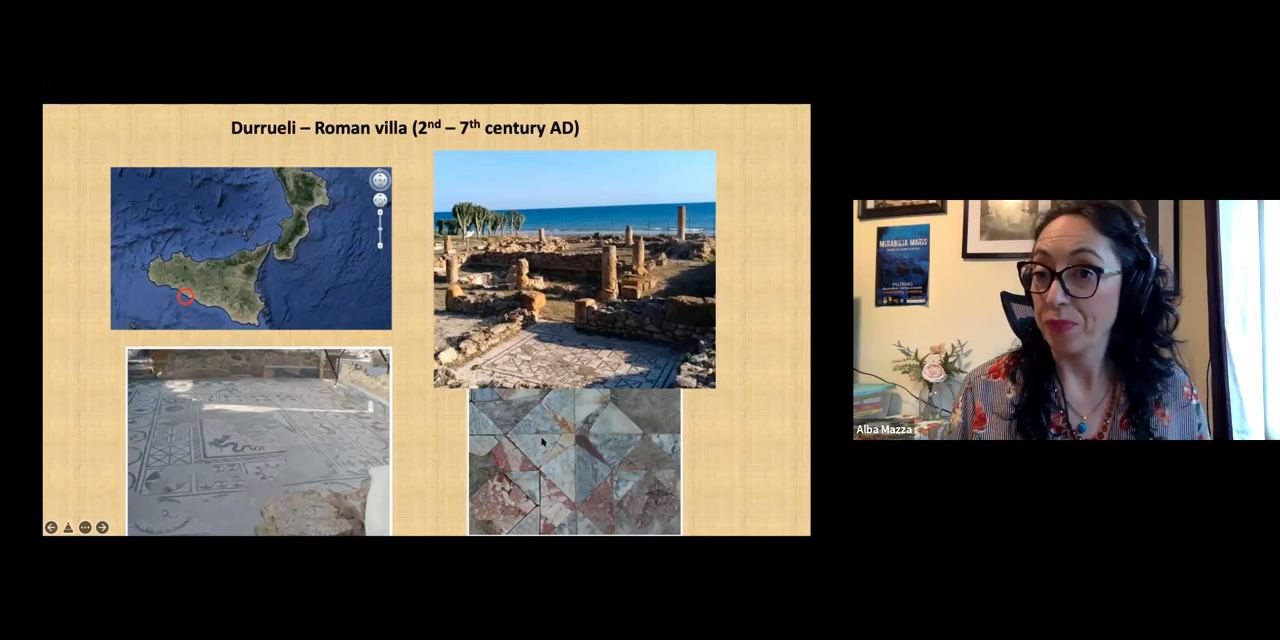 Durrueli – Roman villa (2nd – 7th century AD)
MIRABILIA MARIS
PALERMO
Alba Mazza